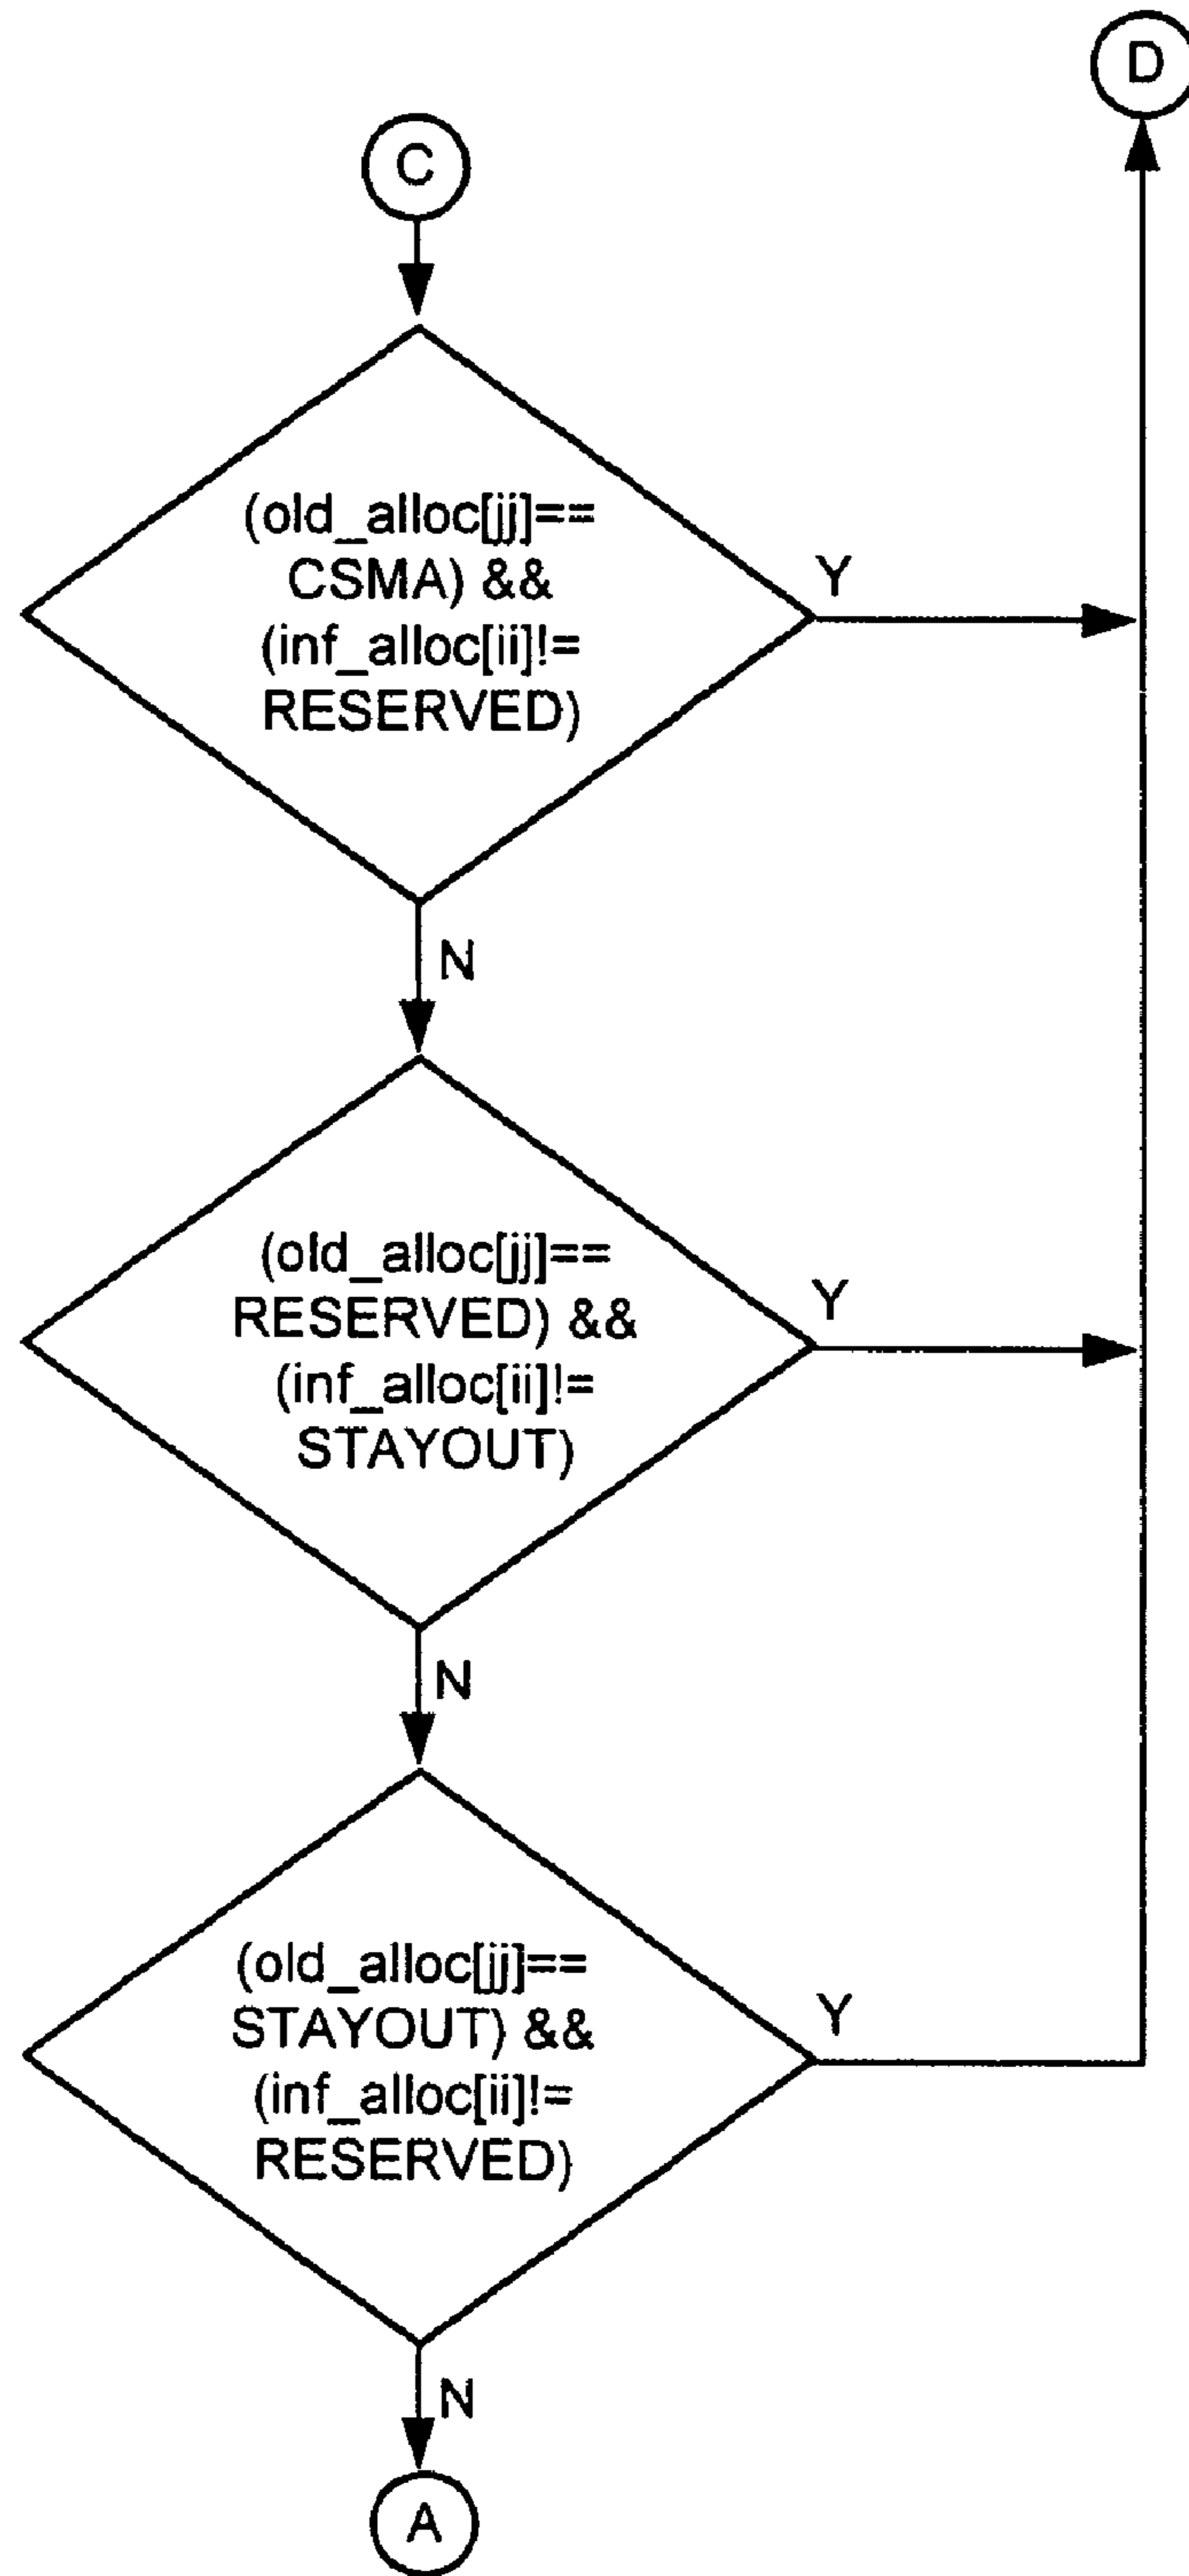 D
C
(old_alloc[jj]==
CSMA) &&
(inf_alloc[ii]!=
RESERVED)
Y
N
(old_alloc[jj]==
RESERVED) &&
(inf_alloc[ii]!=
STAYOUT)
Y
N
(old_alloc[jj]==
STAYOUT) &&
(inf_alloc[ii]!=
RESERVED)
Y
N
A